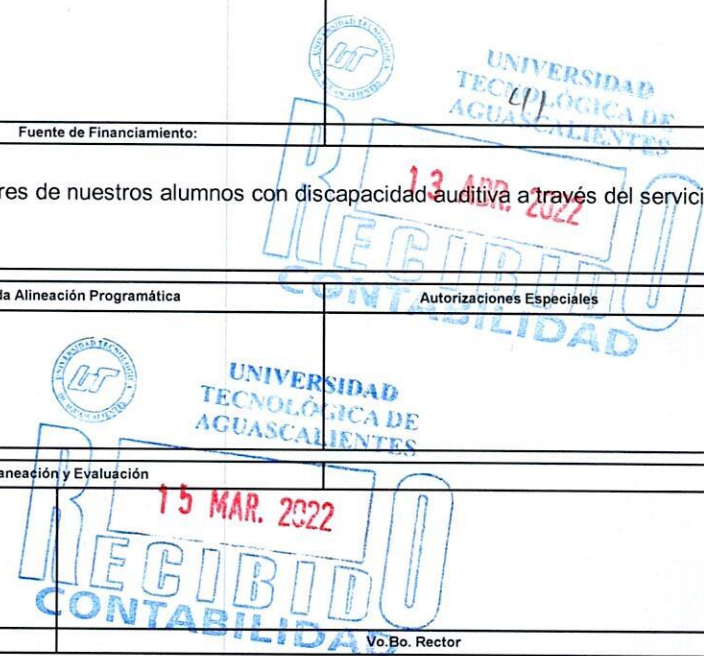 UNIVERSIDAD
TECNOLÓGICA DE
AGUASCALIENTES
Fuente de Financiamiento:
13 ABR. 2022
res de nuestros alumnos con discapacidad auditiva a través del servici
RECIBIDO
CONTABILIDAD
da Alineación Programática
Autorizaciones Especiales
UNIVERSIDAD
TECNOLÓGICA DE
AGUASCALIENTES
aneación y Evaluación
15 MAR. 2022
RECIBIDO
CONTABILIDAD
Vo.Bo. Rector